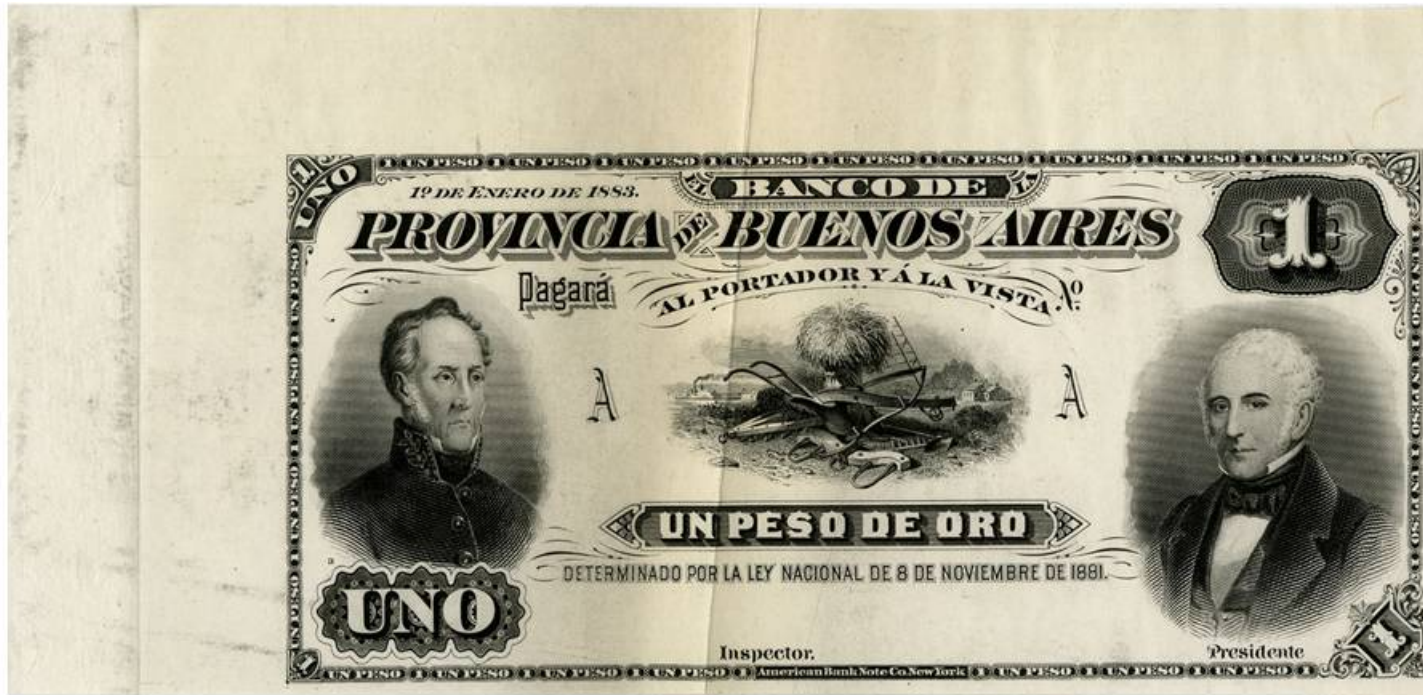 1 UN PESO 1 UN PESO 1 UN PESO 1 UN PESO 1 UN PESO 1 UN PESO 1 UN PESO 1 UN PESO 1 UN PESO
1
UNO
1º DE ENERO DE 1883.
EL BANCO DE LA
PROVINCIA DE BUENOS AIRES
1
Pagará
AL PORTADOR Y Á LA VISTA
Nº
A
A
UN PESO DE ORO
DETERMINADO POR LA LEY NACIONAL DE 8 DE NOVIEMBRE DE 1881.
UNO
Inspector.
Presidente
1
1
UN PESO 1 UN PESO 1 UN PESO 1 UN PESO 1 American Bank Note Co. New York 1 UN PESO 1 UN PESO 1 UN PESO 1